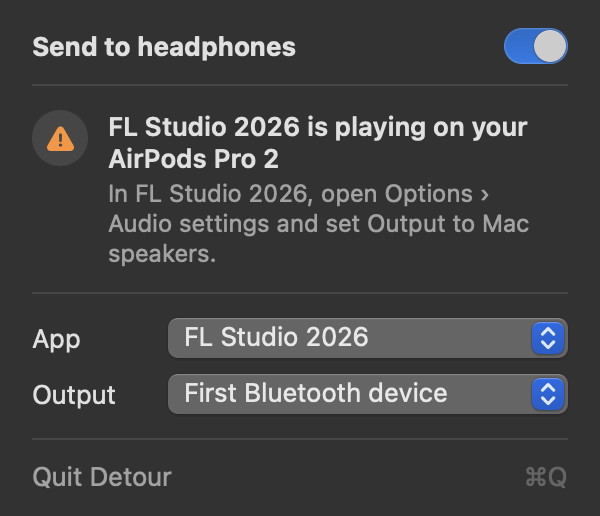 Send to headphones
FL Studio 2026 is playing on your
AirPods Pro 2
In FL Studio 2026, open Options ›
Audio settings and set Output to Mac
speakers.
App
FL Studio 2026
Output
First Bluetooth device
Quit Detour
⌘Q